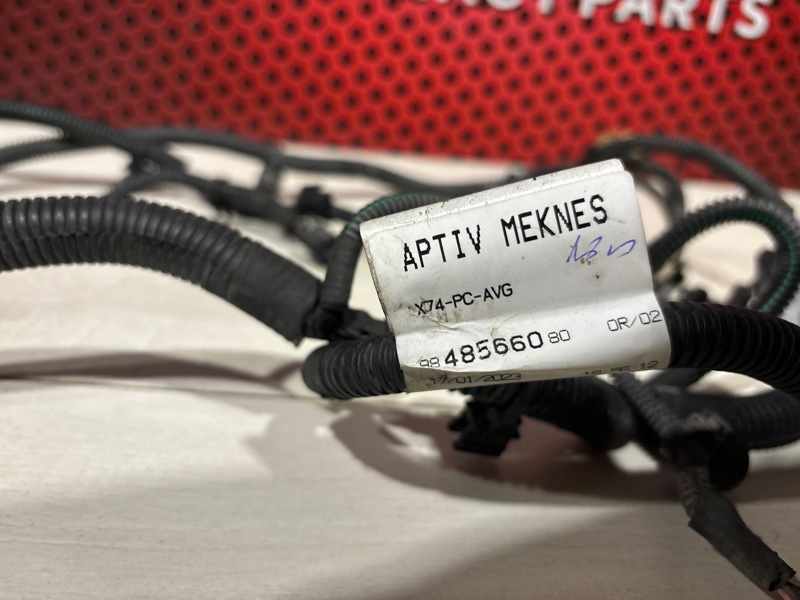 PARTS
APTIV MEKNES
X74-PC-AVG
98 485660 80 OR/02
/01/2023